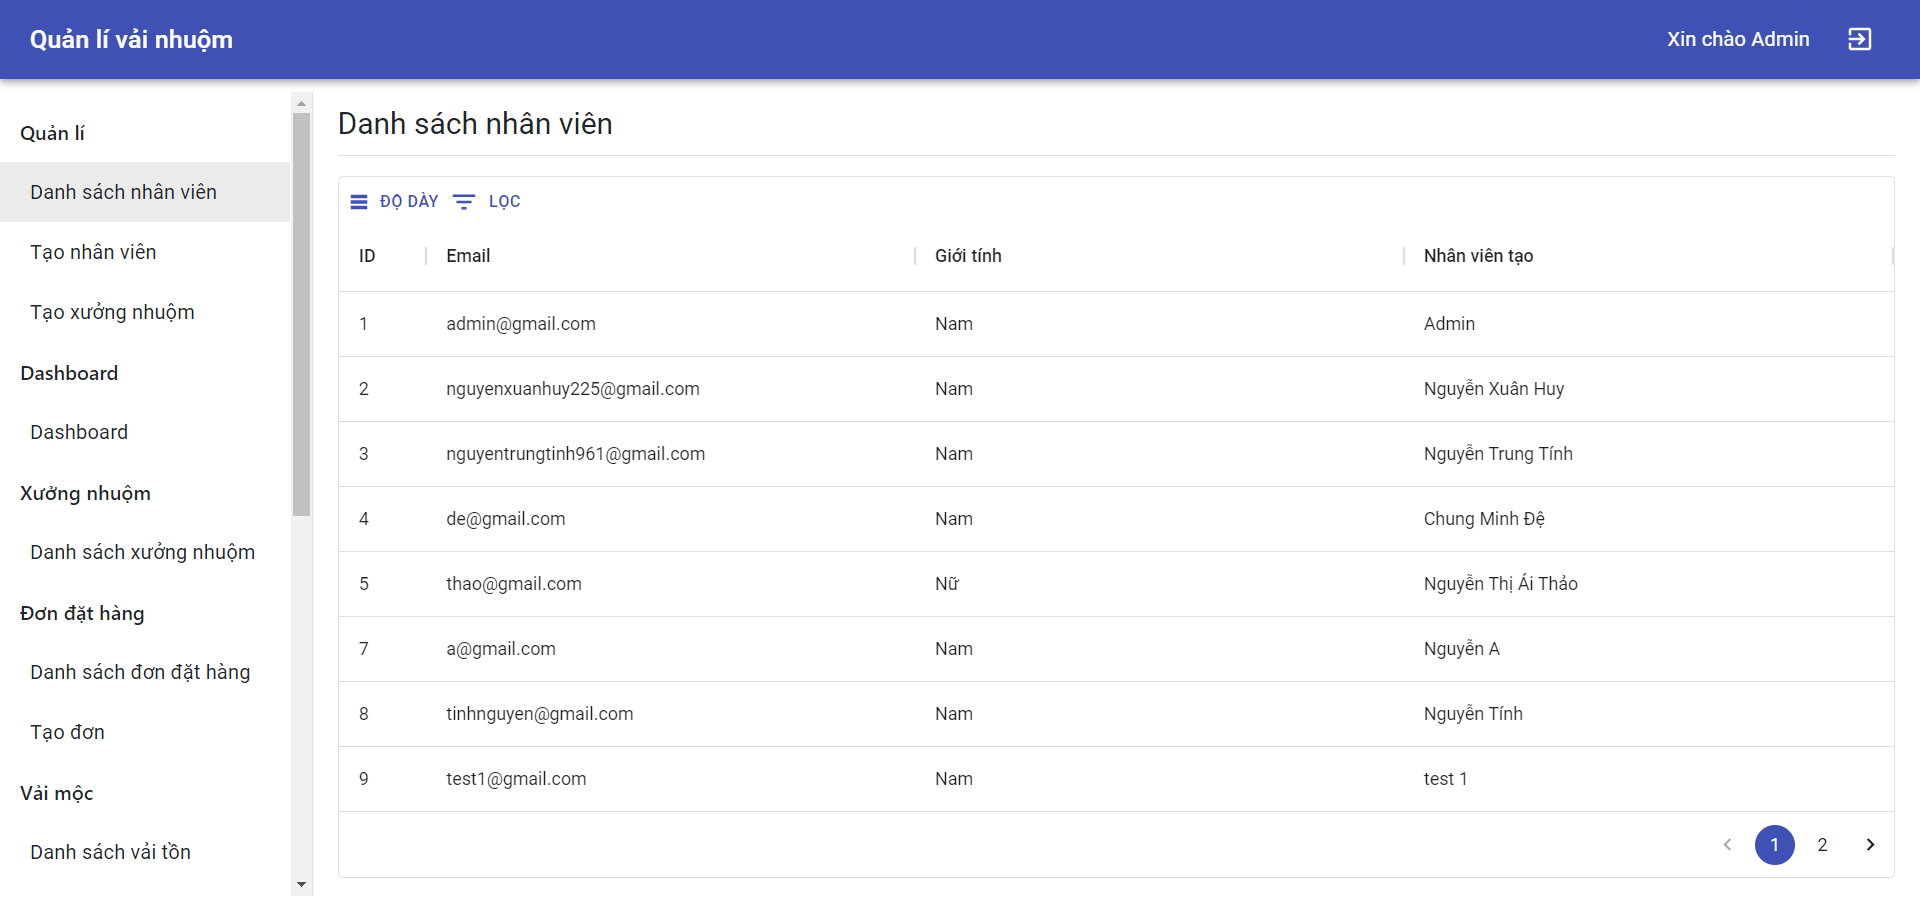 Quản lí vải nhuộm
Xin chào Admin
Quản lí
Danh sách nhân viên
Tạo nhân viên
Tạo xưởng nhuộm
Dashboard
Dashboard
Xưởng nhuộm
Danh sách xưởng nhuộm
Đơn đặt hàng
Danh sách đơn đặt hàng
Tạo đơn
Vải mộc
Danh sách vải tồn
Danh sách nhân viên
ĐỘ DÀY LỌC
ID Email Giới tính Nhân viên tạo
1 admin@gmail.com Nam Admin
2 nguyenxuanhuy225@gmail.com Nam Nguyễn Xuân Huy
3 nguyentrungtinh961@gmail.com Nam Nguyễn Trung Tính
4 de@gmail.com Nam Chung Minh Đệ
5 thao@gmail.com Nữ Nguyễn Thị Ái Thảo
7 a@gmail.com Nam Nguyễn A
8 tinhnguyen@gmail.com Nam Nguyễn Tính
9 test1@gmail.com Nam test 1
1 2